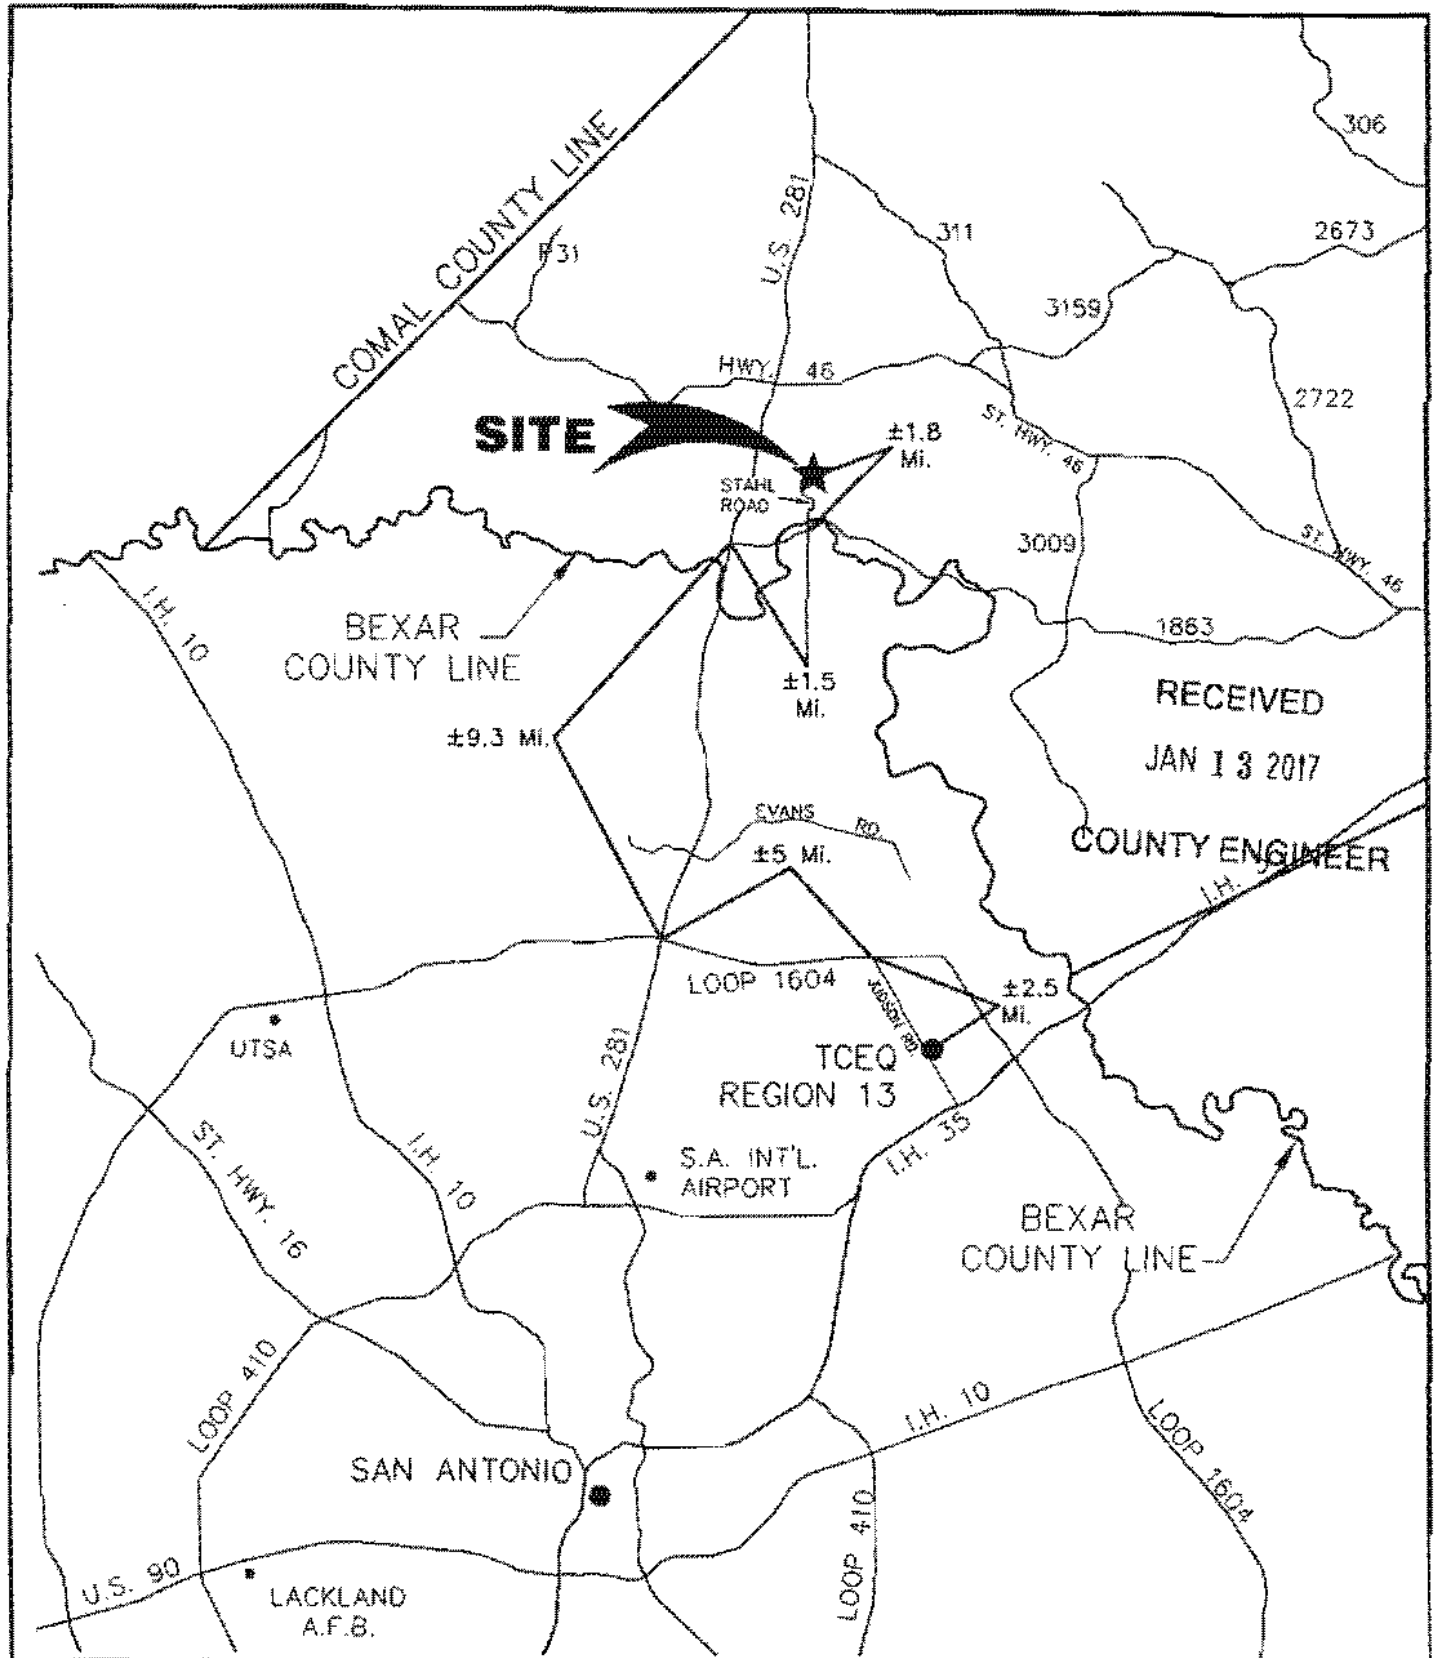 306
COMAL COUNTY LINE
U.S. 281
311
2673
P31
3159
HWY. 46
2722
SITE
±1.8
Mi.
ST. HWY. 46
STAHL
ROAD
3009
ST. HWY. 46
I.H. 10
BEXAR
COUNTY LINE
1863
±1.5
Mi.
RECEIVED
±9.3 Mi.
JAN 13 2017
EVANS RD.
COUNTY ENGINEER
±5 Mi.
I.H. 35
LOOP 1604
±2.5
Mi.
JUDSON RD.
UTSA
U.S. 281
TCEQ
REGION 13
ST. HWY. 16
I.H. 10
S.A. INT'L.
AIRPORT
I.H. 35
BEXAR
COUNTY LINE
LOOP 410
I.H. 10
LOOP 1604
SAN ANTONIO
LOOP 410
U.S. 90
LACKLAND
A.F.B.